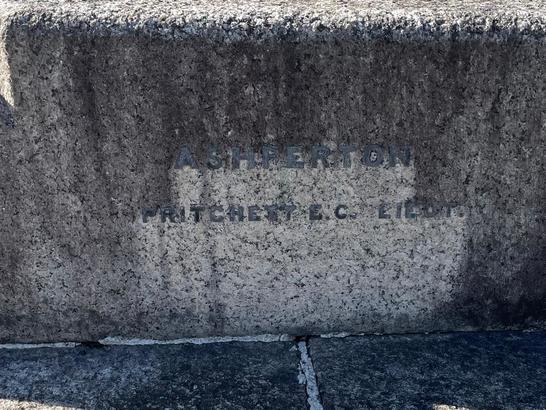 ASHPERTON
PRITCHETT E.C. LIEUT.